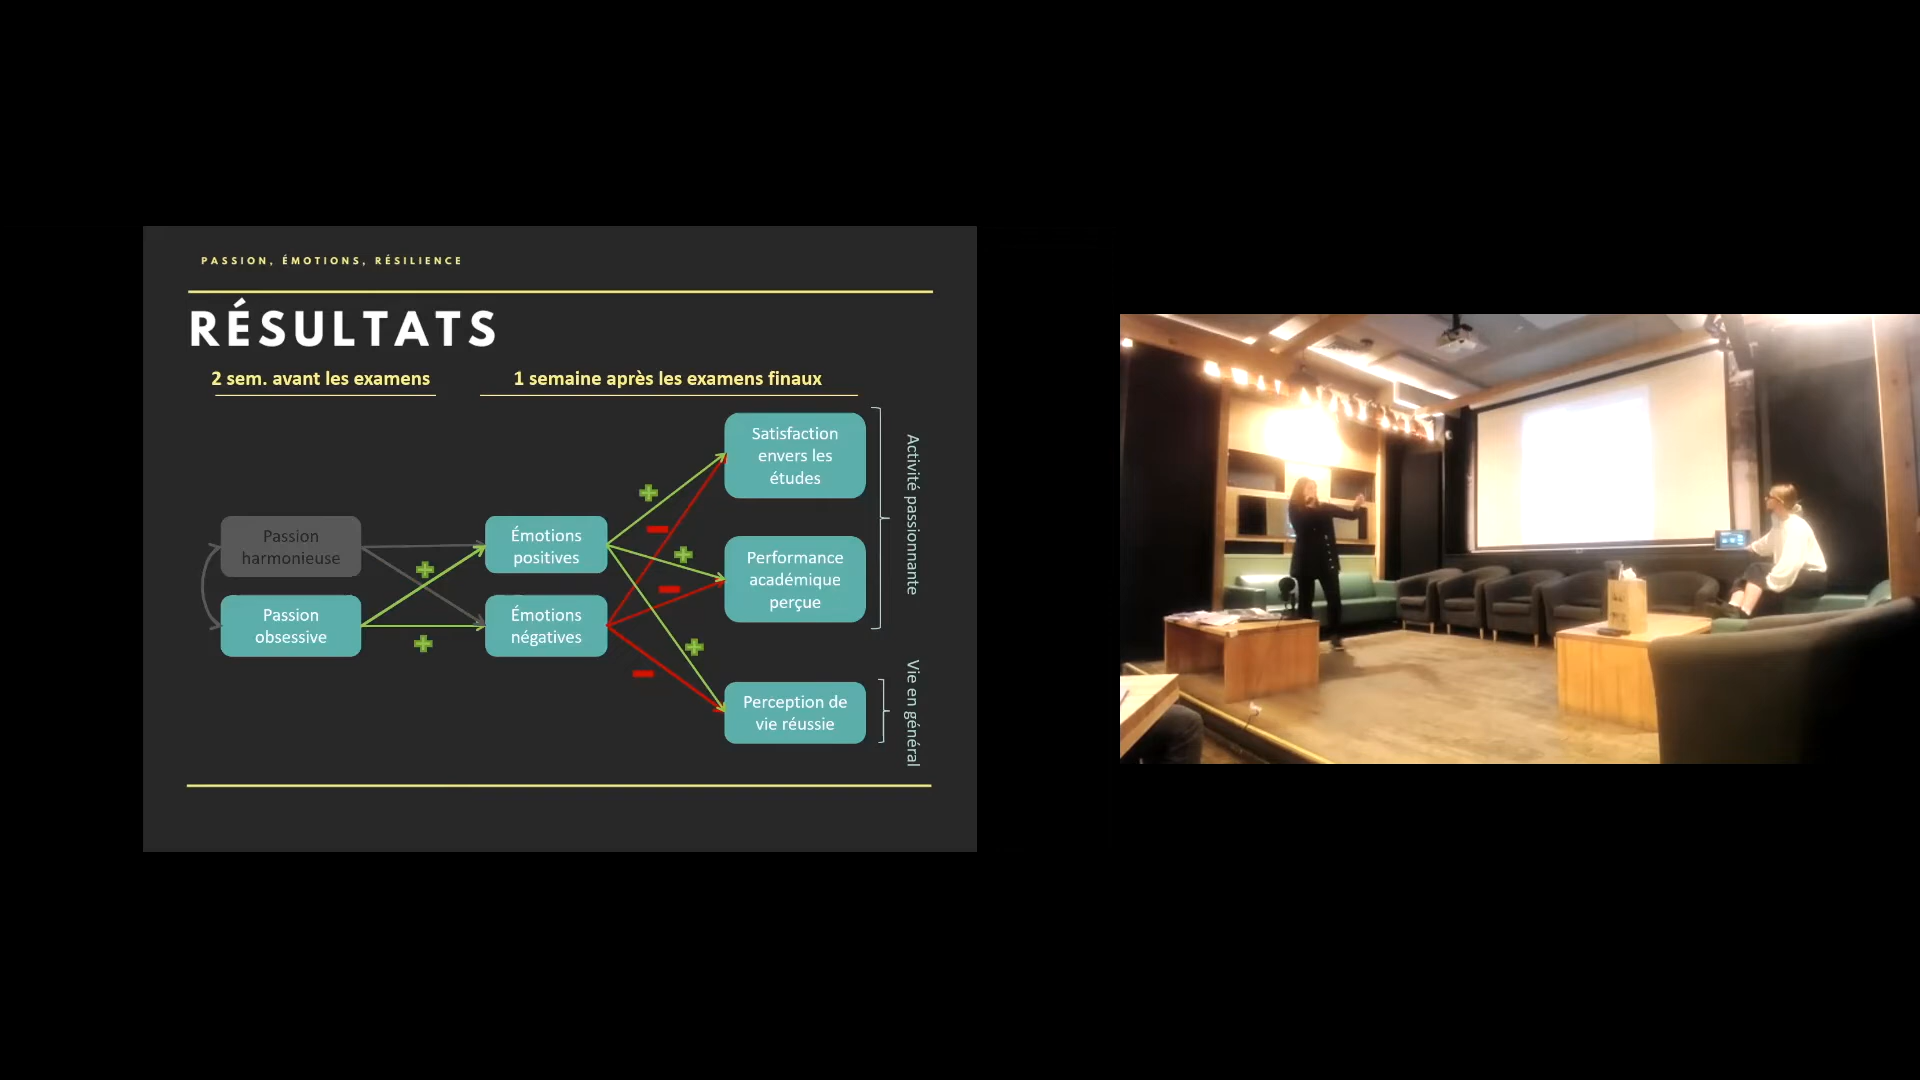 PASSION, ÉMOTIONS, RÉSILIENCE
RÉSULTATS
2 sem. avant les examens
1 semaine après les examens finaux
Passion
harmonieuse
Passion
obsessive
Émotions
positives
Émotions
négatives
Satisfaction
envers les
études
Performance
académique
perçue
Perception de
vie réussie
Activité passionnante
Vie en général